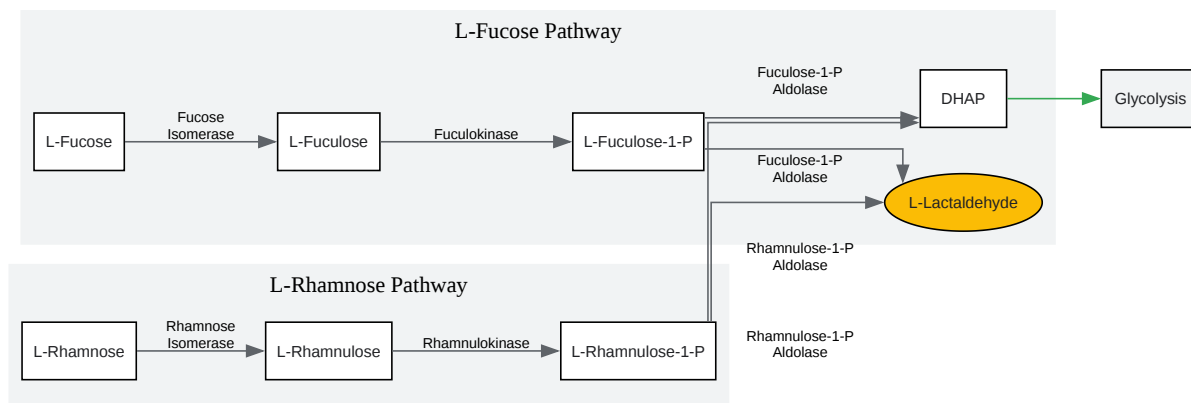 L-Fucose Pathway
L-Fucose
Fucose
Isomerase
L-Fuculose
Fuculokinase
L-Fuculose-1-P
Fuculose-1-P
Aldolase
DHAP
Glycolysis
Fuculose-1-P
Aldolase
L-Lactaldehyde
Rhamnulose-1-P
Aldolase
L-Rhamnose Pathway
L-Rhamnose
Rhamnose
Isomerase
L-Rhamnulose
Rhamnulokinase
L-Rhamnulose-1-P
Rhamnulose-1-P
Aldolase